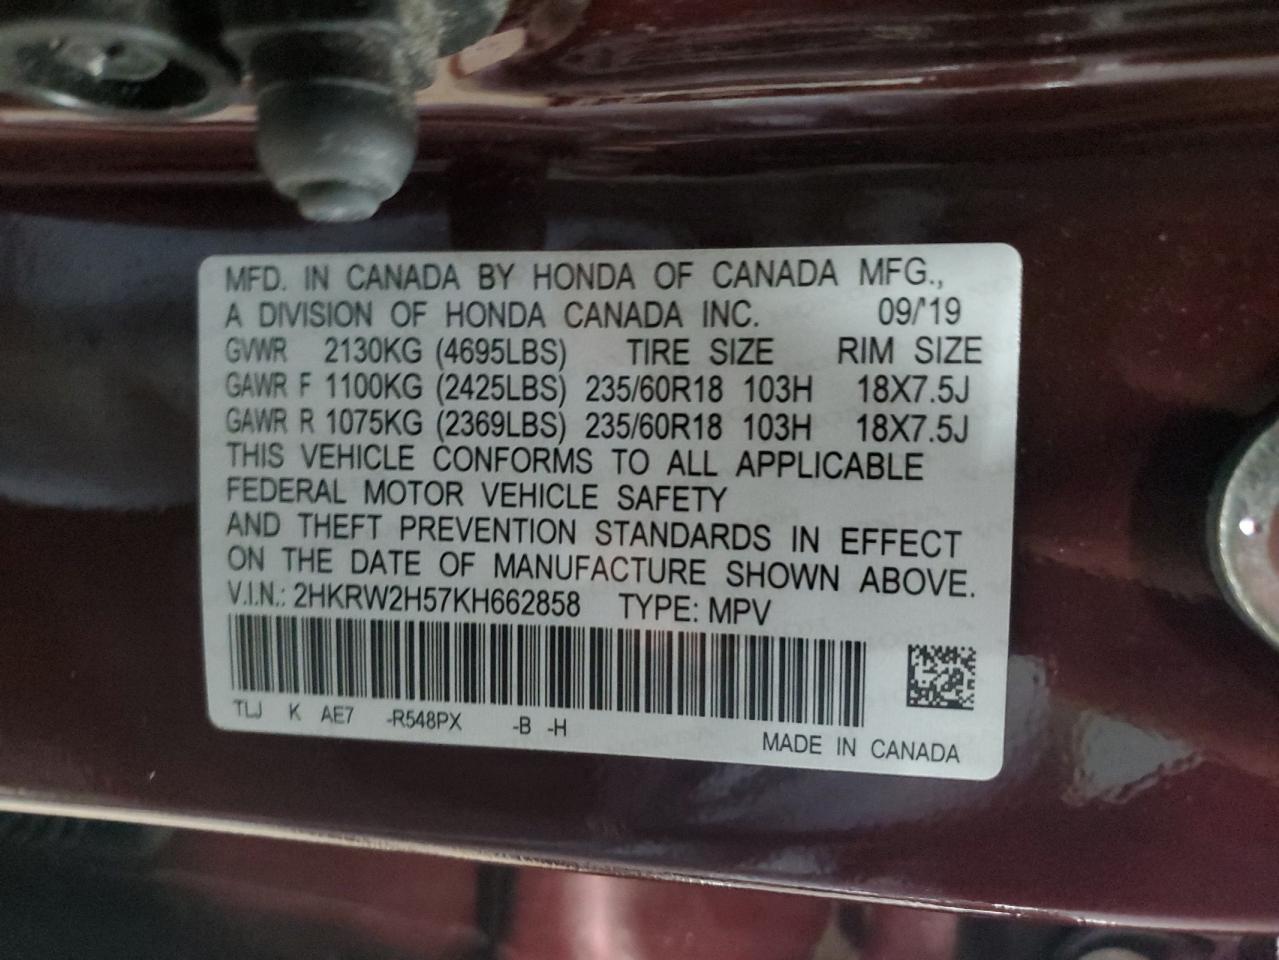 MFD. IN CANADA BY HONDA OF CANADA MFG.,
A DIVISION OF HONDA CANADA INC. 09/'19
GVWR 2130KG (4695LBS) TIRE SIZE RIM SIZE
GAWR F 1100KG (2425LBS) 235/60R18 103H 18X7.5J
GAWR R 1075KG (2369LBS) 235/60R18 103H 18X7.5J
THIS VEHICLE CONFORMS TO ALL APPLICABLE
FEDERAL MOTOR VEHICLE SAFETY
AND THEFT PREVENTION STANDARDS IN EFFECT
ON THE DATE OF MANUFACTURE SHOWN ABOVE.
V.I.N.: 2HKRW2H57KH662858 TYPE: MPV
TLJ K AE7 -R548PX -B -H
MADE IN CANADA